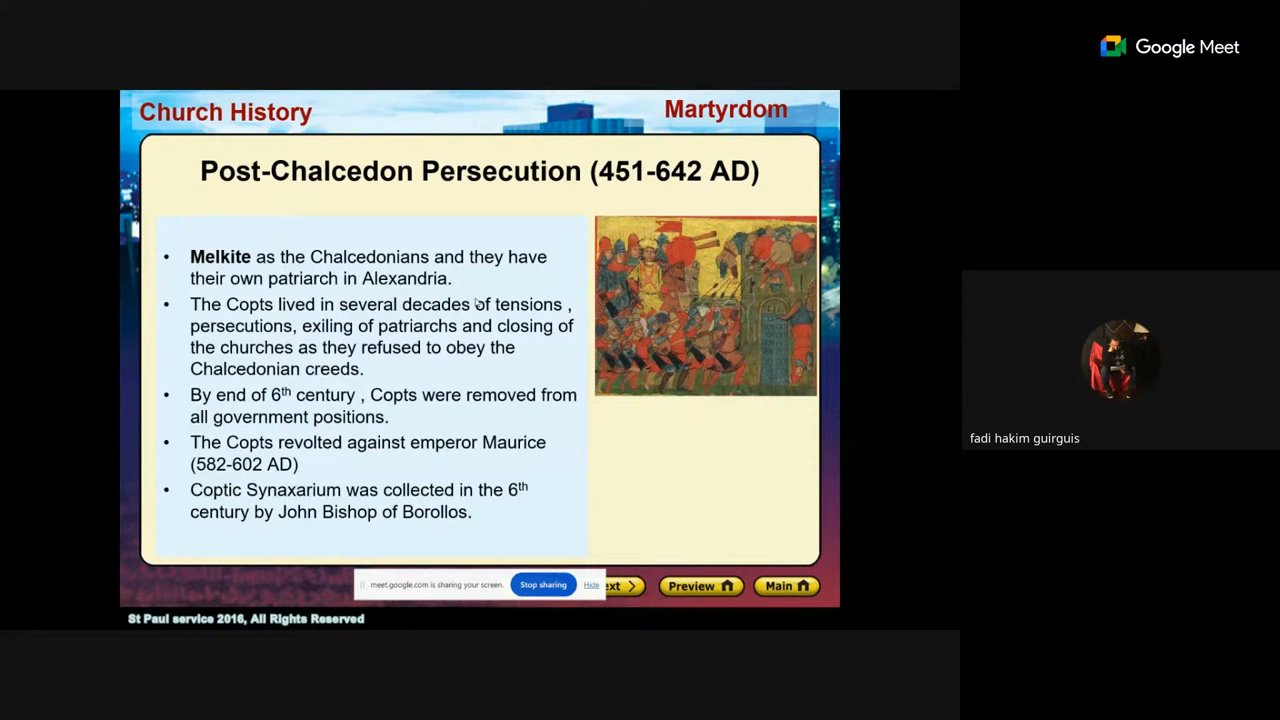 Google Meet
Church History
Martyrdom
Post-Chalcedon Persecution (451-642 AD)
• Melkite as the Chalcedonians and they have
their own patriarch in Alexandria.
• The Copts lived in several decades of tensions ,
persecutions, exiling of patriarchs and closing of
the churches as they refused to obey the
Chalcedonian creeds.
• By end of 6th century , Copts were removed from
all government positions.
• The Copts revolted against emperor Maurice
(582-602 AD)
• Coptic Synaxarium was collected in the 6th
century by John Bishop of Borollos.
fadi hakim guirguis
meet.google.com is sharing your screen.
Stop sharing
Hide
ext
Preview
Main
St Paul service 2016, All Rights Reserved